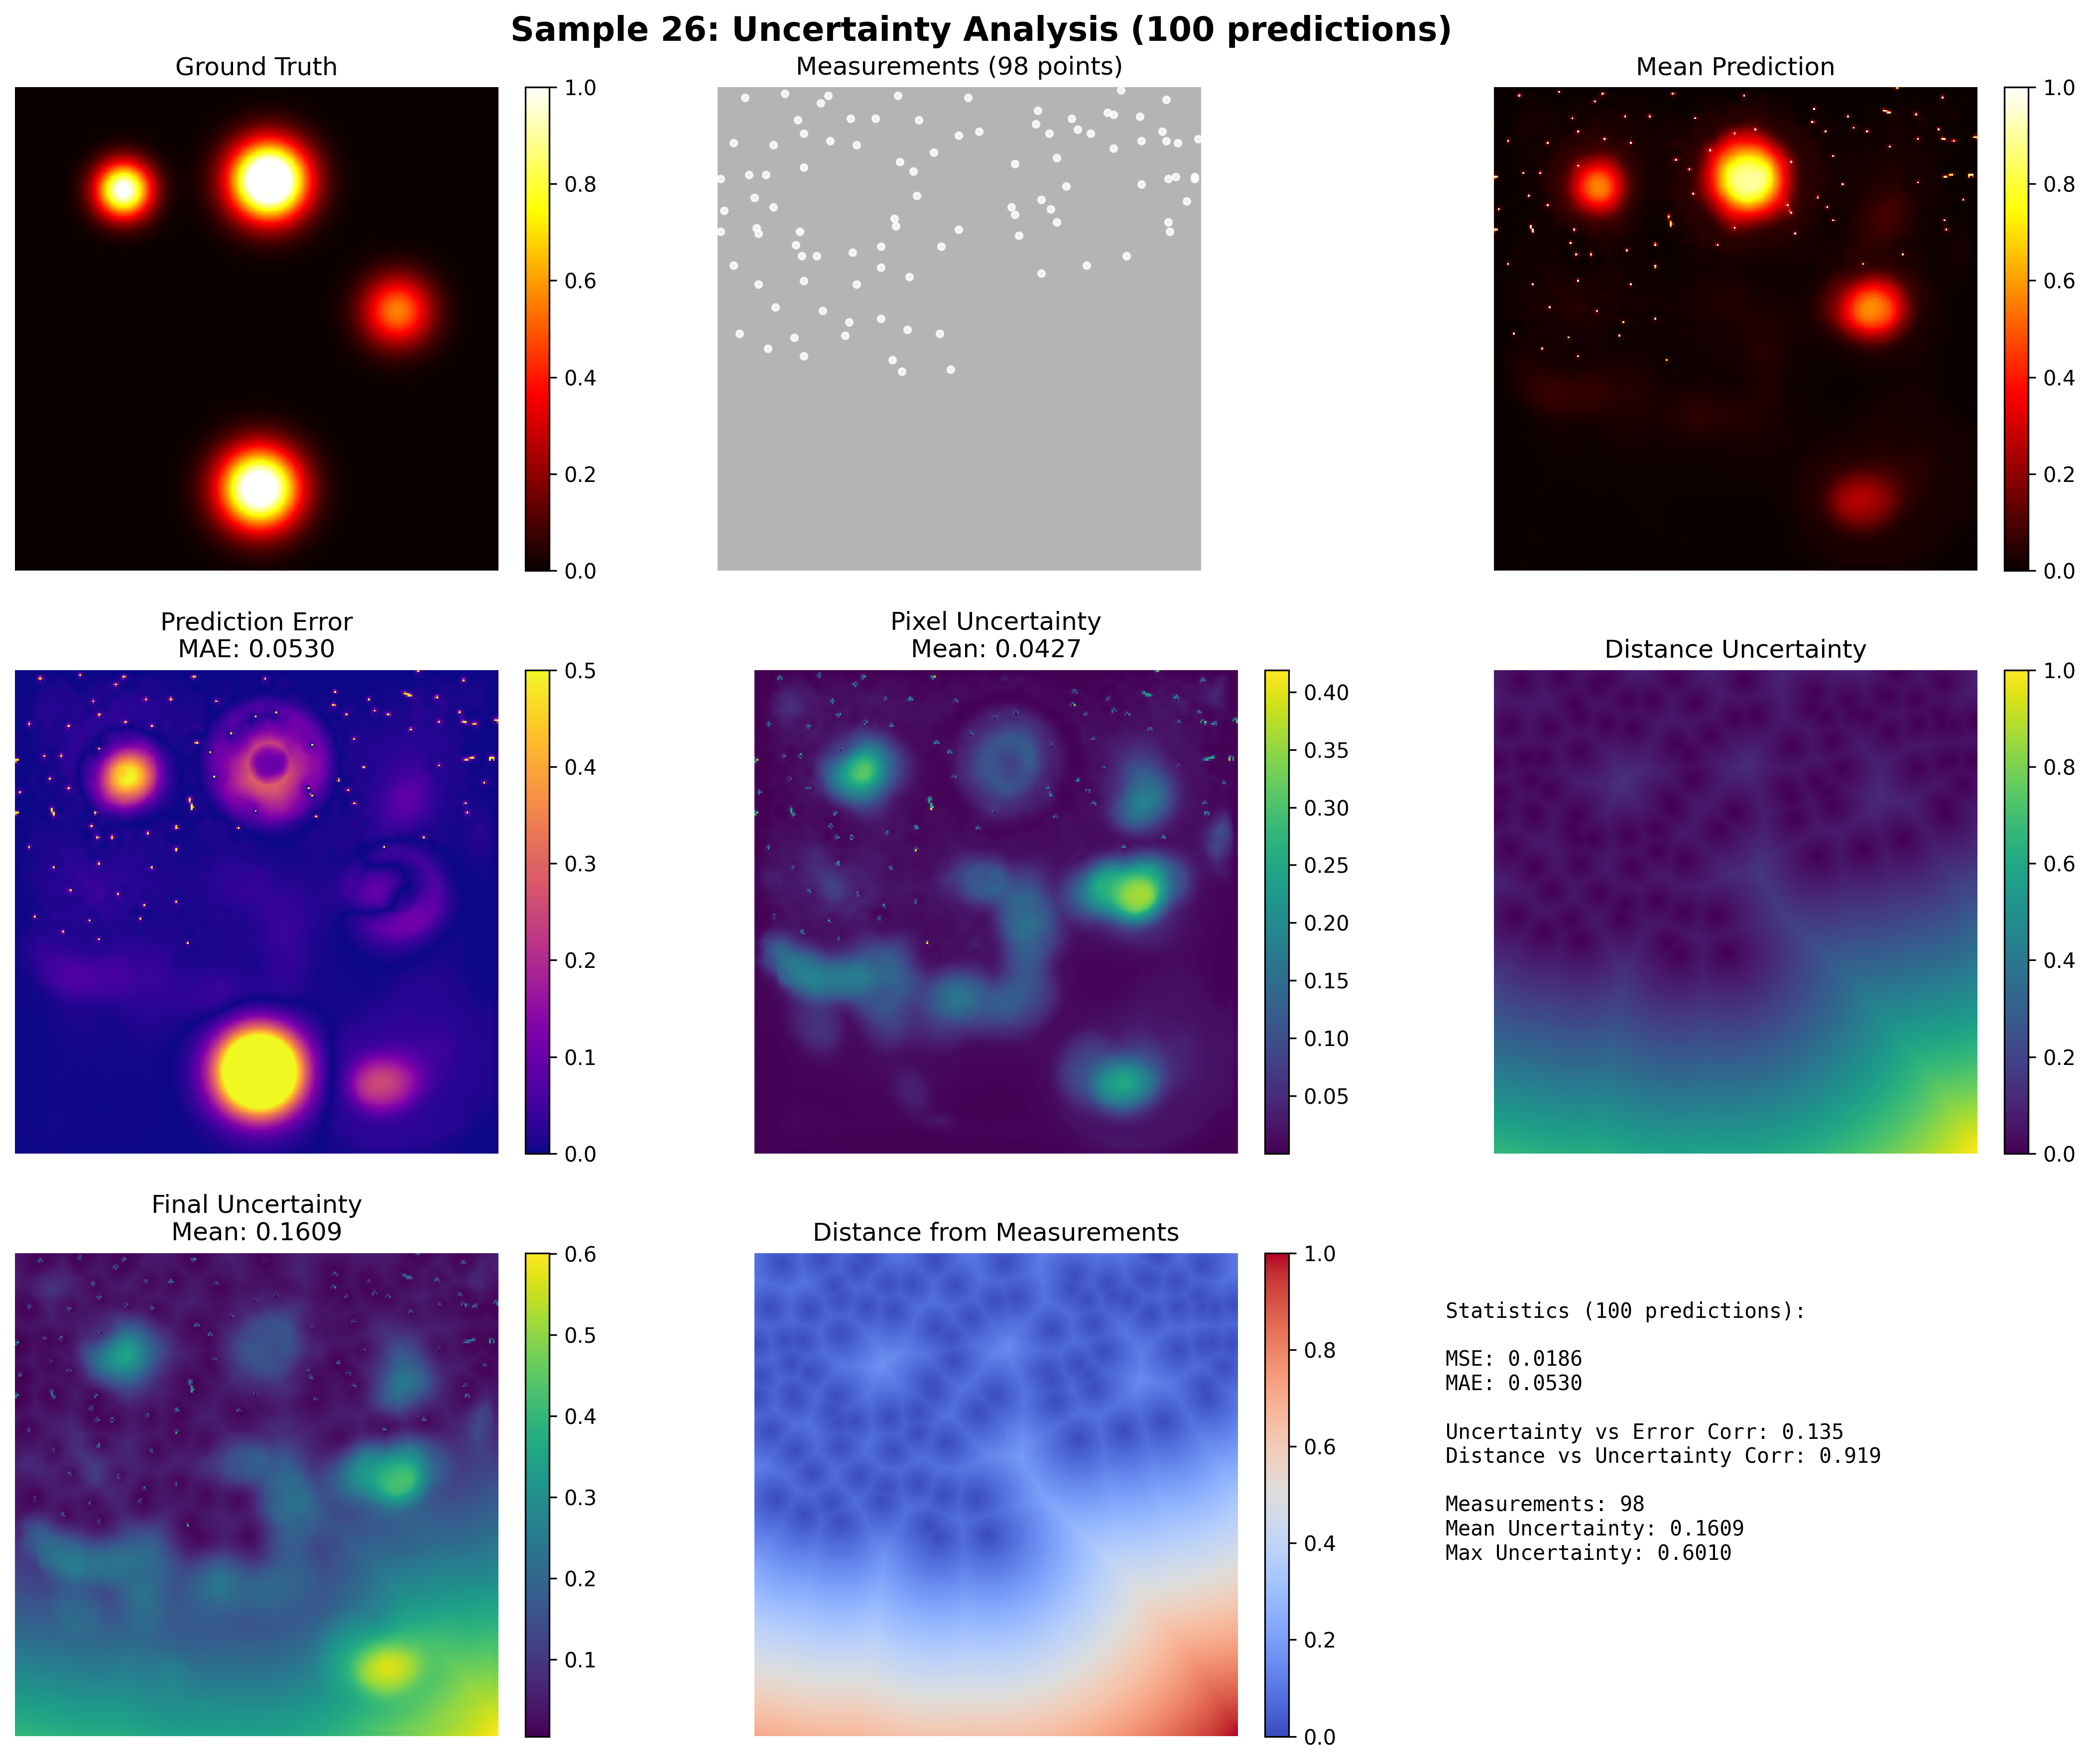 Sample 26: Uncertainty Analysis (100 predictions)
Ground Truth
1.0
0.8
0.6
0.4
0.2
0.0
Measurements (98 points)
Mean Prediction
1.0
0.8
0.6
0.4
0.2
0.0
Prediction Error
MAE: 0.0530
0.5
0.4
0.3
0.2
0.1
0.0
Pixel Uncertainty
Mean: 0.0427
0.40
0.35
0.30
0.25
0.20
0.15
0.10
0.05
Distance Uncertainty
1.0
0.8
0.6
0.4
0.2
0.0
Final Uncertainty
Mean: 0.1609
0.6
0.5
0.4
0.3
0.2
0.1
Distance from Measurements
1.0
0.8
0.6
0.4
0.2
0.0
Statistics (100 predictions):
MSE: 0.0186
MAE: 0.0530
Uncertainty vs Error Corr: 0.135
Distance vs Uncertainty Corr: 0.919
Measurements: 98
Mean Uncertainty: 0.1609
Max Uncertainty: 0.6010